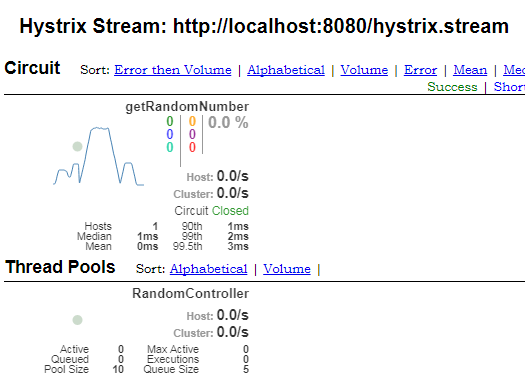 Hystrix Stream: http://localhost:8080/hystrix.stream
Circuit Sort: Error then Volume | Alphabetical | Volume | Error | Mean |
Success |
getRandomNumber
0 0 0.0 %
0 0
0 0
Host: 0.0/s
Cluster: 0.0/s
Circuit Closed
Hosts 1 90th 1ms
Median 1ms 99th 2ms
Mean 0ms 99.5th 3ms
Thread Pools Sort: Alphabetical | Volume |
RandomController
Host: 0.0/s
Cluster: 0.0/s
Active 0 Max Active 0
Queued 0 Executions 0
Pool Size 10 Queue Size 5